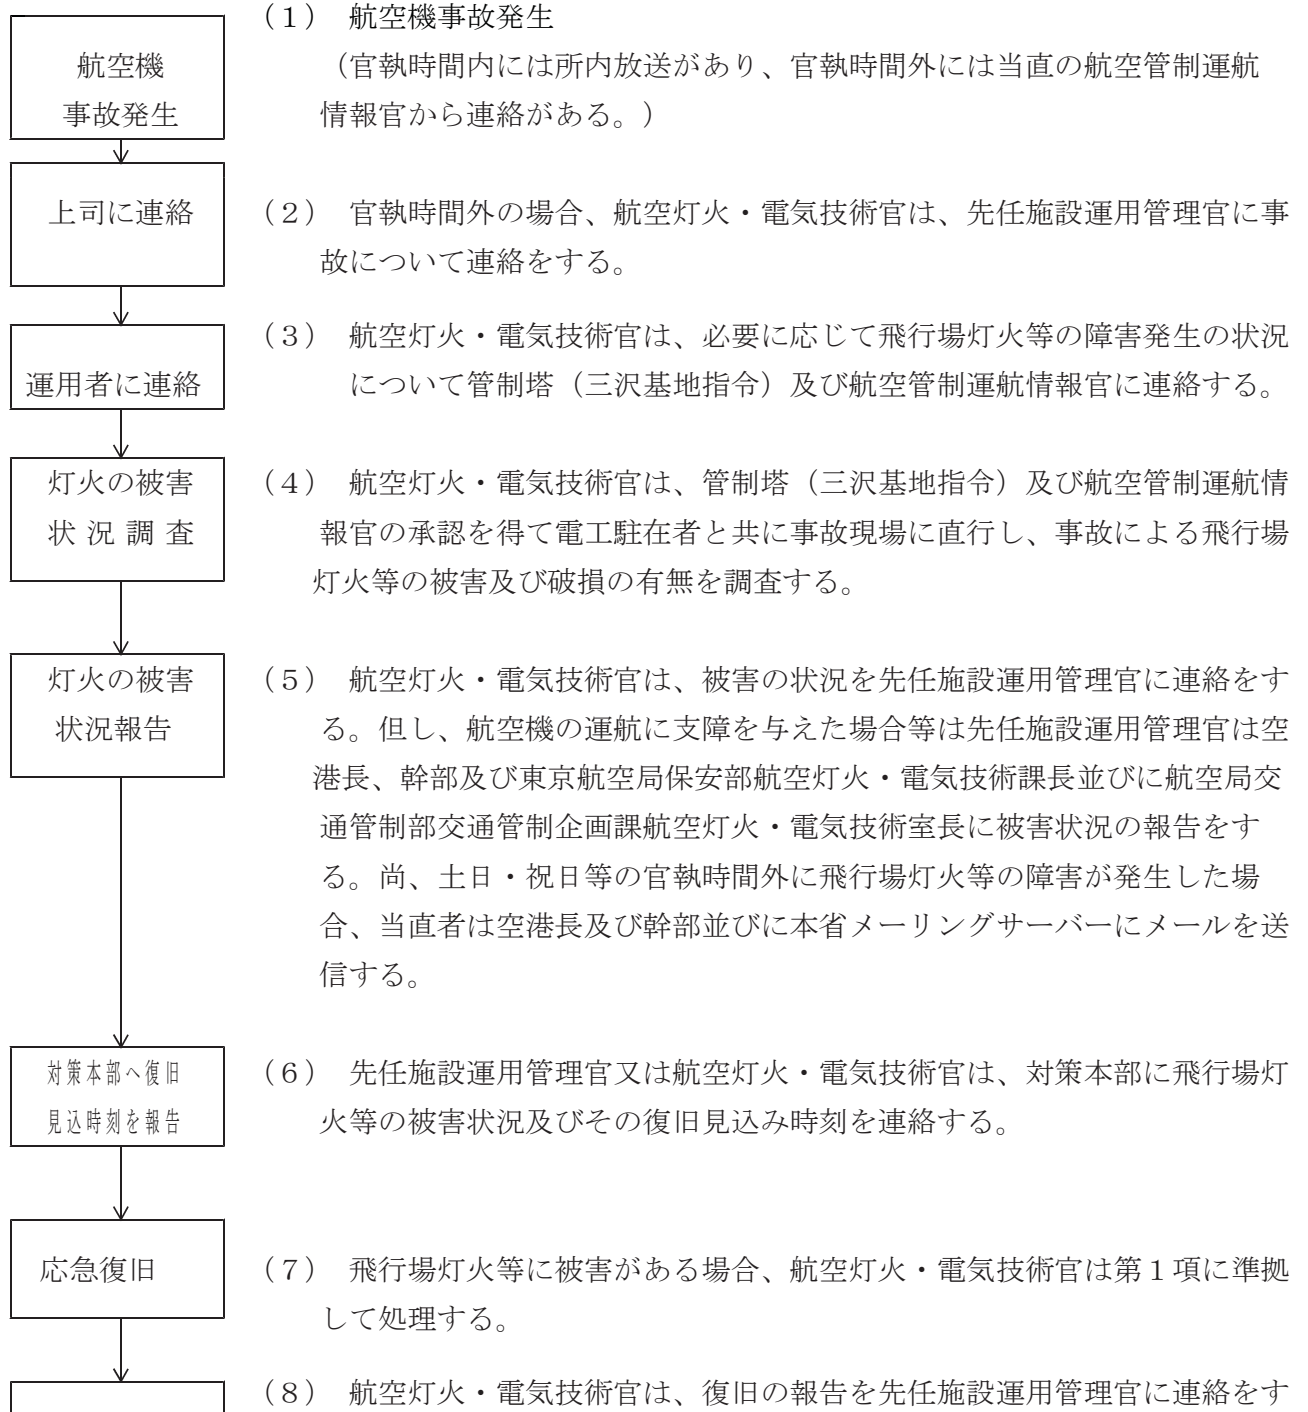 航空機
事故発生
（１） 航空機事故発生
（官執時間内には所内放送があり、官執時間外には当直の航空管制運航
情報官から連絡がある。）
上司に連絡
（２） 官執時間外の場合、航空灯火・電気技術官は、先任施設運用管理官に事
故について連絡をする。
運用者に連絡
（３） 航空灯火・電気技術官は、必要に応じて飛行場灯火等の障害発生の状況
について管制塔（三沢基地指令）及び航空管制運航情報官に連絡する。
灯火の被害
状 況 調 査
（４） 航空灯火・電気技術官は、管制塔（三沢基地指令）及び航空管制運航情
報官の承認を得て電工駐在者と共に事故現場に直行し、事故による飛行場
灯火等の被害及び破損の有無を調査する。
灯火の被害
状況報告
（５） 航空灯火・電気技術官は、被害の状況を先任施設運用管理官に連絡をす
る。但し、航空機の運航に支障を与えた場合等は先任施設運用管理官は空
港長、幹部及び東京航空局保安部航空灯火・電気技術課長並びに航空局交
通管制部交通管制企画課航空灯火・電気技術室長に被害状況の報告をす
る。尚、土日・祝日等の官執時間外に飛行場灯火等の障害が発生した場
合、当直者は空港長及び幹部並びに本省メーリングサーバーにメールを送
信する。
対策本部へ復旧
見込時刻を報告
（６） 先任施設運用管理官又は航空灯火・電気技術官は、対策本部に飛行場灯
火等の被害状況及びその復旧見込み時刻を連絡する。
応急復旧
（７） 飛行場灯火等に被害がある場合、航空灯火・電気技術官は第１項に準拠
して処理する。
（８） 航空灯火・電気技術官は、復旧の報告を先任施設運用管理官に連絡をす